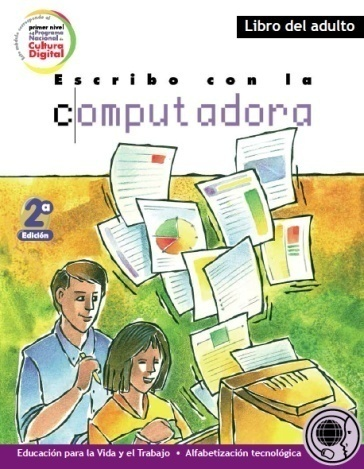 Libro del adulto
Este módulo corresponde al
primer nivel
del Programa
Nacional de
Cultura
Digital
Escribo con la
computadora
2ª
Edición
Educación para la Vida y el Trabajo • Alfabetización tecnológica